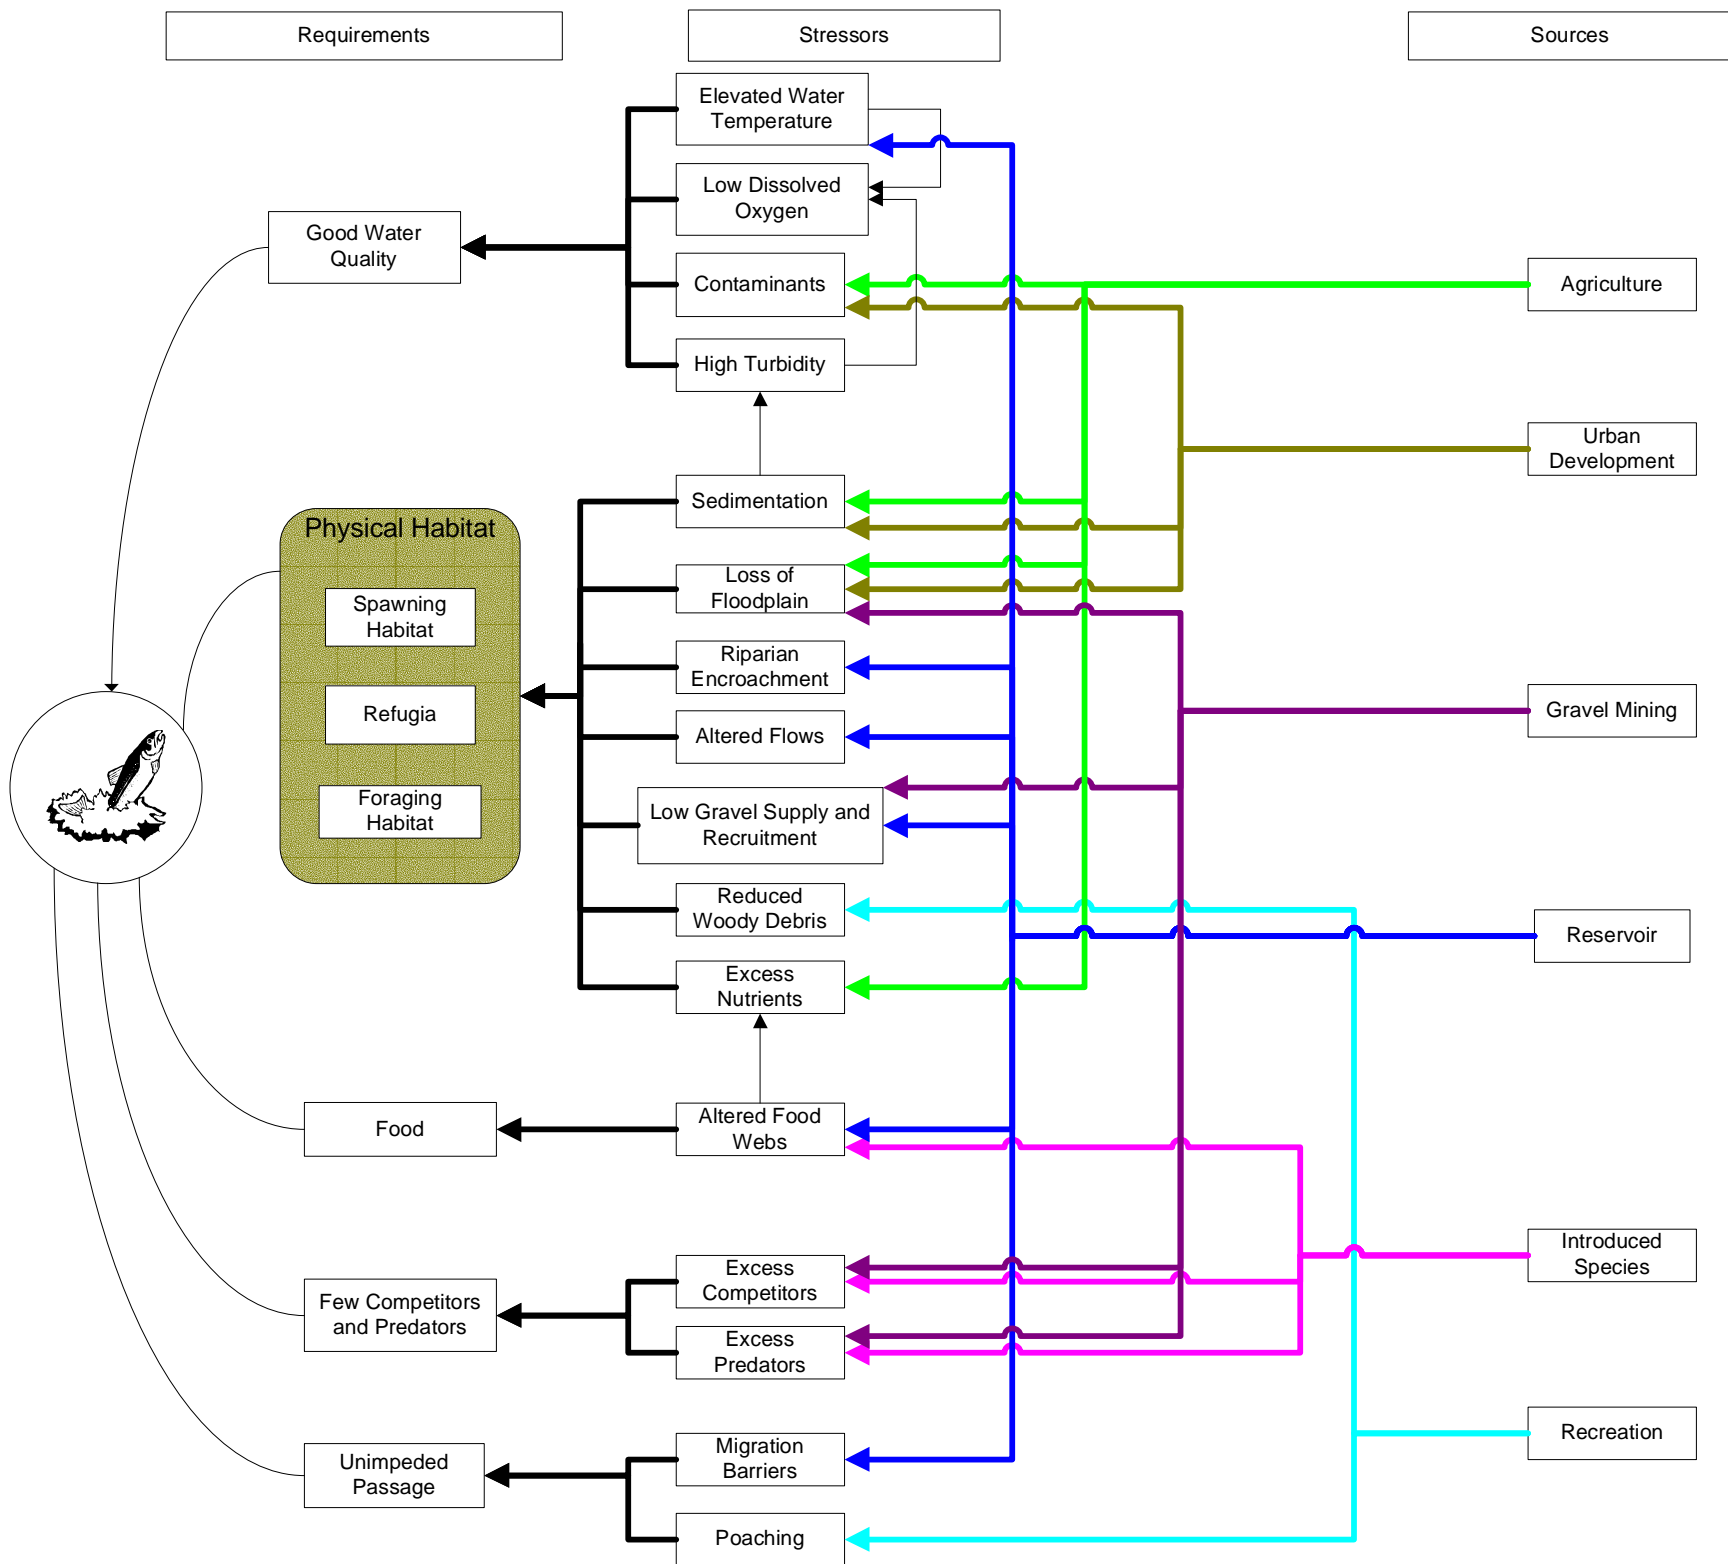 Requirements
Stressors
Sources
Elevated Water
Temperature
Low Dissolved
Oxygen
Good Water
Quality
Contaminants
Agriculture
High Turbidity
Urban
Development
Sedimentation
Physical Habitat
Spawning
Habitat
Refugia
Foraging
Habitat
Loss of
Floodplain
Riparian
Encroachment
Gravel Mining
Altered Flows
Low Gravel Supply and
Recruitment
Reduced
Woody Debris
Reservoir
Excess
Nutrients
Food
Altered Food
Webs
Introduced
Species
Excess
Competitors
Few Competitors
and Predators
Excess
Predators
Recreation
Migration
Barriers
Unimpeded
Passage
Poaching